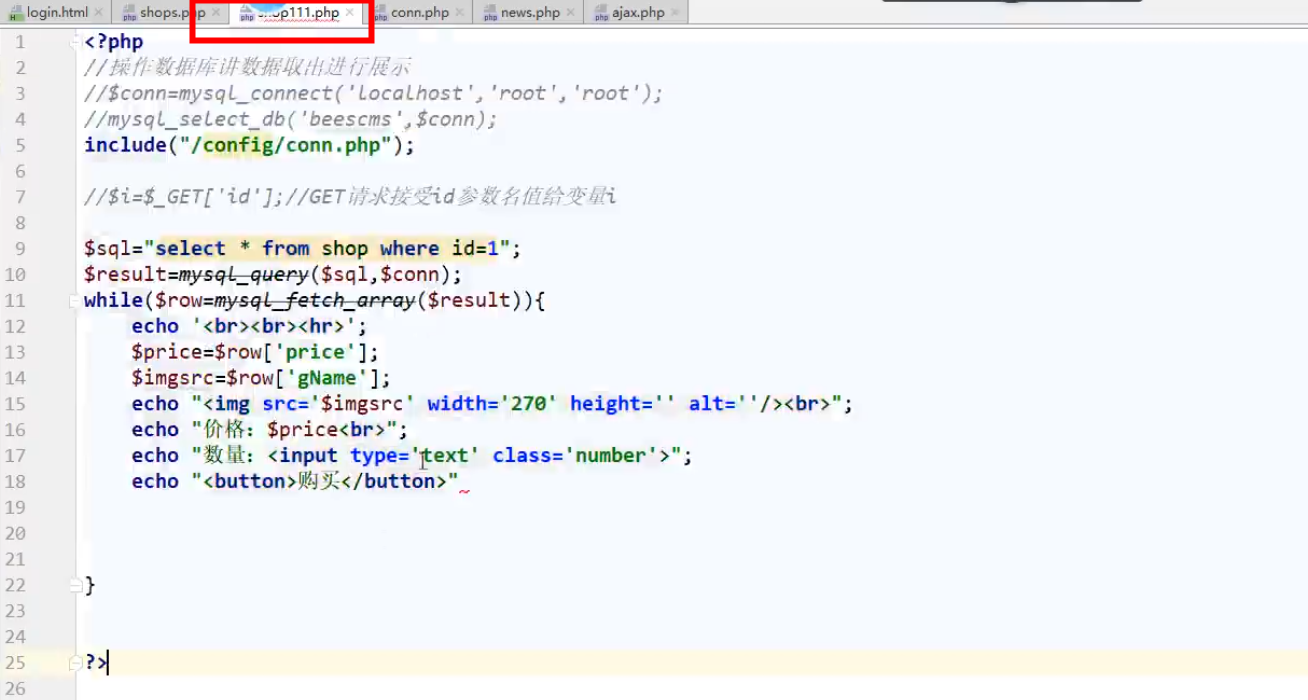 login.html shops.php shop111.php conn.php news.php ajax.php
1 <?php
2 //操作数据库讲数据取出进行展示
3 //$conn=mysql_connect('localhost','root','root');
4 //mysql_select_db('beescms',$conn);
5 include("/config/conn.php");
6
7 //$i=$_GET['id'];//GET请求接受id参数名值给变量i
8
9 $sql="select * from shop where id=1";
10 $result=mysql_query($sql,$conn);
11 while($row=mysql_fetch_array($result)){
12 echo '<br><br><hr>';
13 $price=$row['price'];
14 $imgsrc=$row['gName'];
15 echo "<img src='$imgsrc' width='270' height='' alt=''/><br>";
16 echo "价格：$price<br>";
17 echo "数量：<input type='text' class='number'>";
18 echo "<button>购买</button>"
19
20
21
22 }
23
24
25 ?>
26